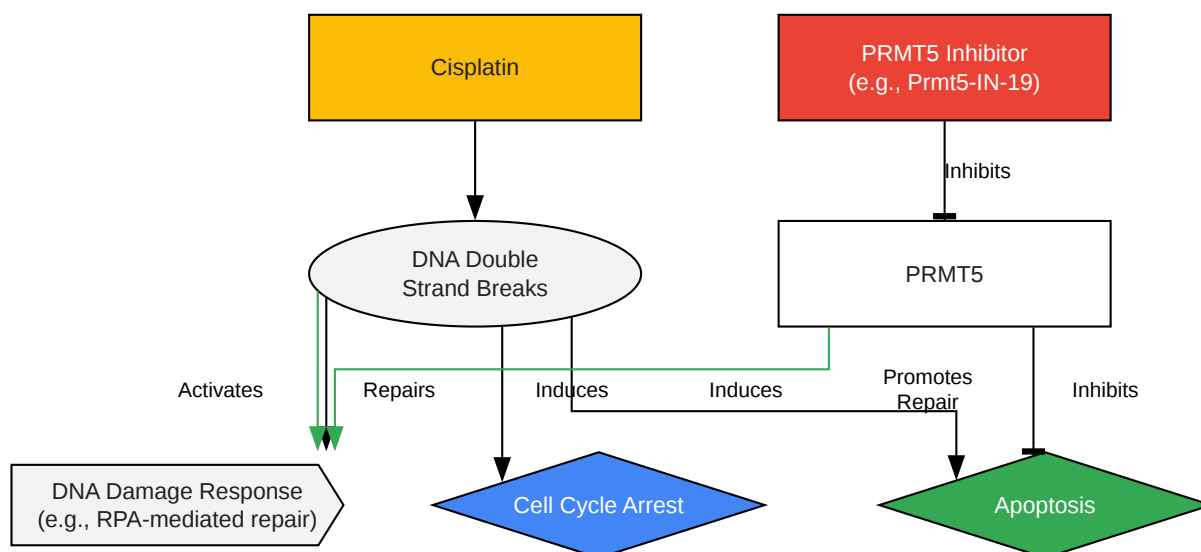 Cisplatin
PRMT5 Inhibitor
(e.g., Prmt5-IN-19)
Inhibits
DNA Double
Strand Breaks
PRMT5
Activates
Repairs
Induces
Induces
Promotes
Repair
Inhibits
DNA Damage Response
(e.g., RPA-mediated repair)
Cell Cycle Arrest
Apoptosis